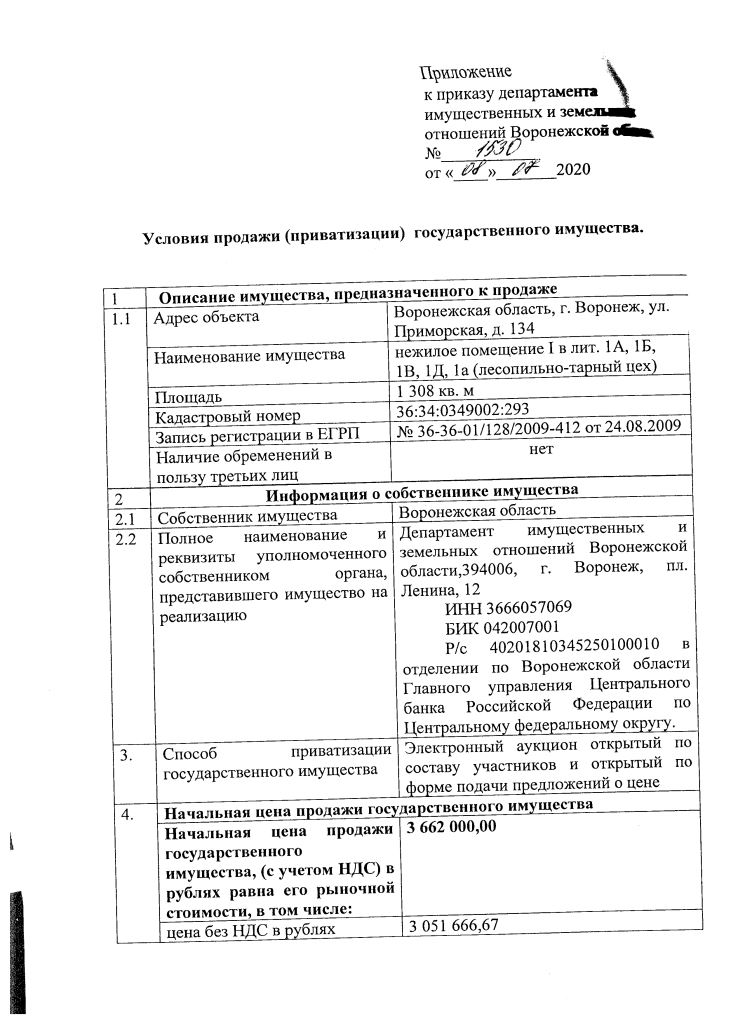 Приложение
к приказу департамента
имущественных и
отношений Воронежской
№ 1530
от « 08 » 07 2020
Условия продажи (приватизации) государственного имущества.
1 Описание имущества, предназначенного к продаже
1.1 Адрес объекта Воронежская область, г. Воронеж, ул.
Приморская, д. 134
Наименование имущества нежилое помещение I в лит. 1А, 1Б,
1В, 1Д, 1а (лесопильно-тарный цех)
Площадь 1 308 кв. м
Кадастровый номер 36:34:0349002:293
Запись регистрации в ЕГРП № 36-36-01/128/2009-412 от 24.08.2009
Наличие обременений в нет
пользу третьих лиц
2 Информация о собственнике имущества
2.1 Собственник имущества Воронежская область
2.2 Полное наименование и Департамент имущественных и
реквизиты уполномоченного земельных отношений Воронежской
собственником органа, области,394006, г. Воронеж, пл.
представившего имущество на Ленина, 12
реализацию ИНН 3666057069
БИК 042007001
Р/с 40201810345250100010 в
отделении по Воронежской области
Главного управления Центрального
банка Российской Федерации по
Центральному федеральному округу.
3. Способ приватизации Электронный аукцион открытый по
государственного имущества составу участников и открытый по
форме подачи предложений о цене
4. Начальная цена продажи государственного имущества
Начальная цена продажи 3 662 000,00
государственного
имущества, (с учетом НДС) в
рублях равна его рыночной
стоимости, в том числе:
цена без НДС в рублях 3 051 666,67